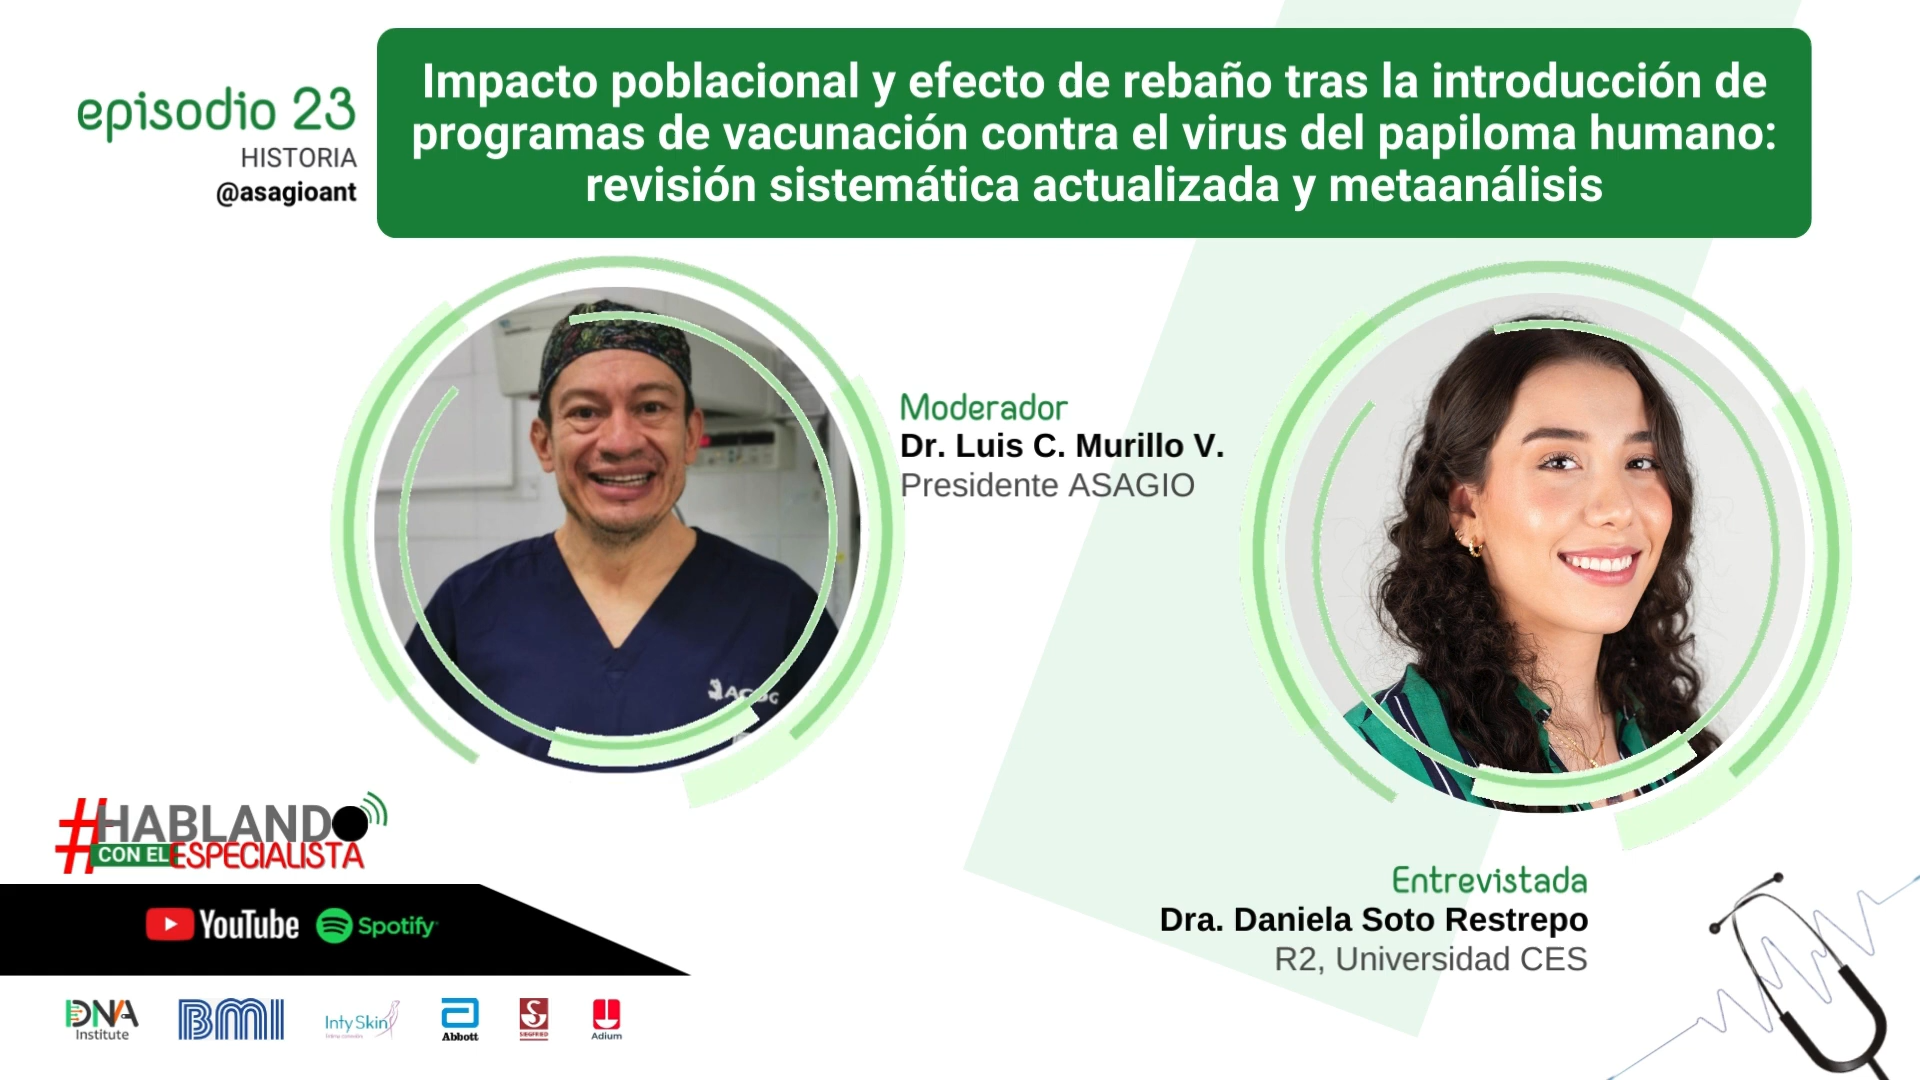 episodio 23
HISTORIA
@asagioant
Impacto poblacional y efecto de rebaño tras la introducción de
programas de vacunación contra el virus del papiloma humano:
revisión sistemática actualizada y metaanálisis
Moderador
Dr. Luis C. Murillo V.
Presidente ASAGIO
Entrevistada
Dra. Daniela Soto Restrepo
R2, Universidad CES
#HABLANDO
CON EL ESPECIALISTA
YouTube
Spotify
DNA
Institute
BMI
Inty Skin
Abbott
SIEGFRIED
Adium